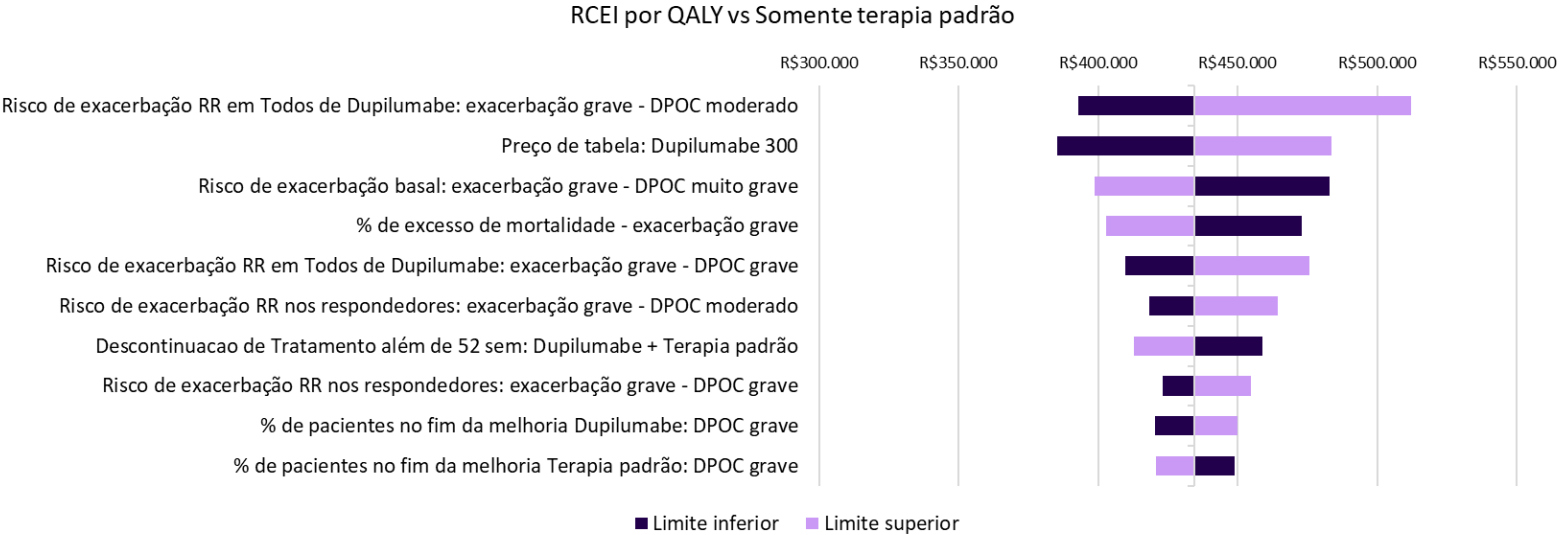 RCEI por QALY vs Somente terapia padrão
R$300.000 R$350.000 R$400.000 R$450.000 R$500.000 R$550.000
Risco de exacerbação RR em Todos de Dupilumabe: exacerbação grave - DPOC moderado
Preço de tabela: Dupilumabe 300
Risco de exacerbação basal: exacerbação grave - DPOC muito grave
% de excesso de mortalidade - exacerbação grave
Risco de exacerbação RR em Todos de Dupilumabe: exacerbação grave - DPOC grave
Risco de exacerbação RR nos respondedores: exacerbação grave - DPOC moderado
Descontinuacao de Tratamento além de 52 sem: Dupilumabe + Terapia padrão
Risco de exacerbação RR nos respondedores: exacerbação grave - DPOC grave
% de pacientes no fim da melhoria Dupilumabe: DPOC grave
% de pacientes no fim da melhoria Terapia padrão: DPOC grave
Limite inferior Limite superior